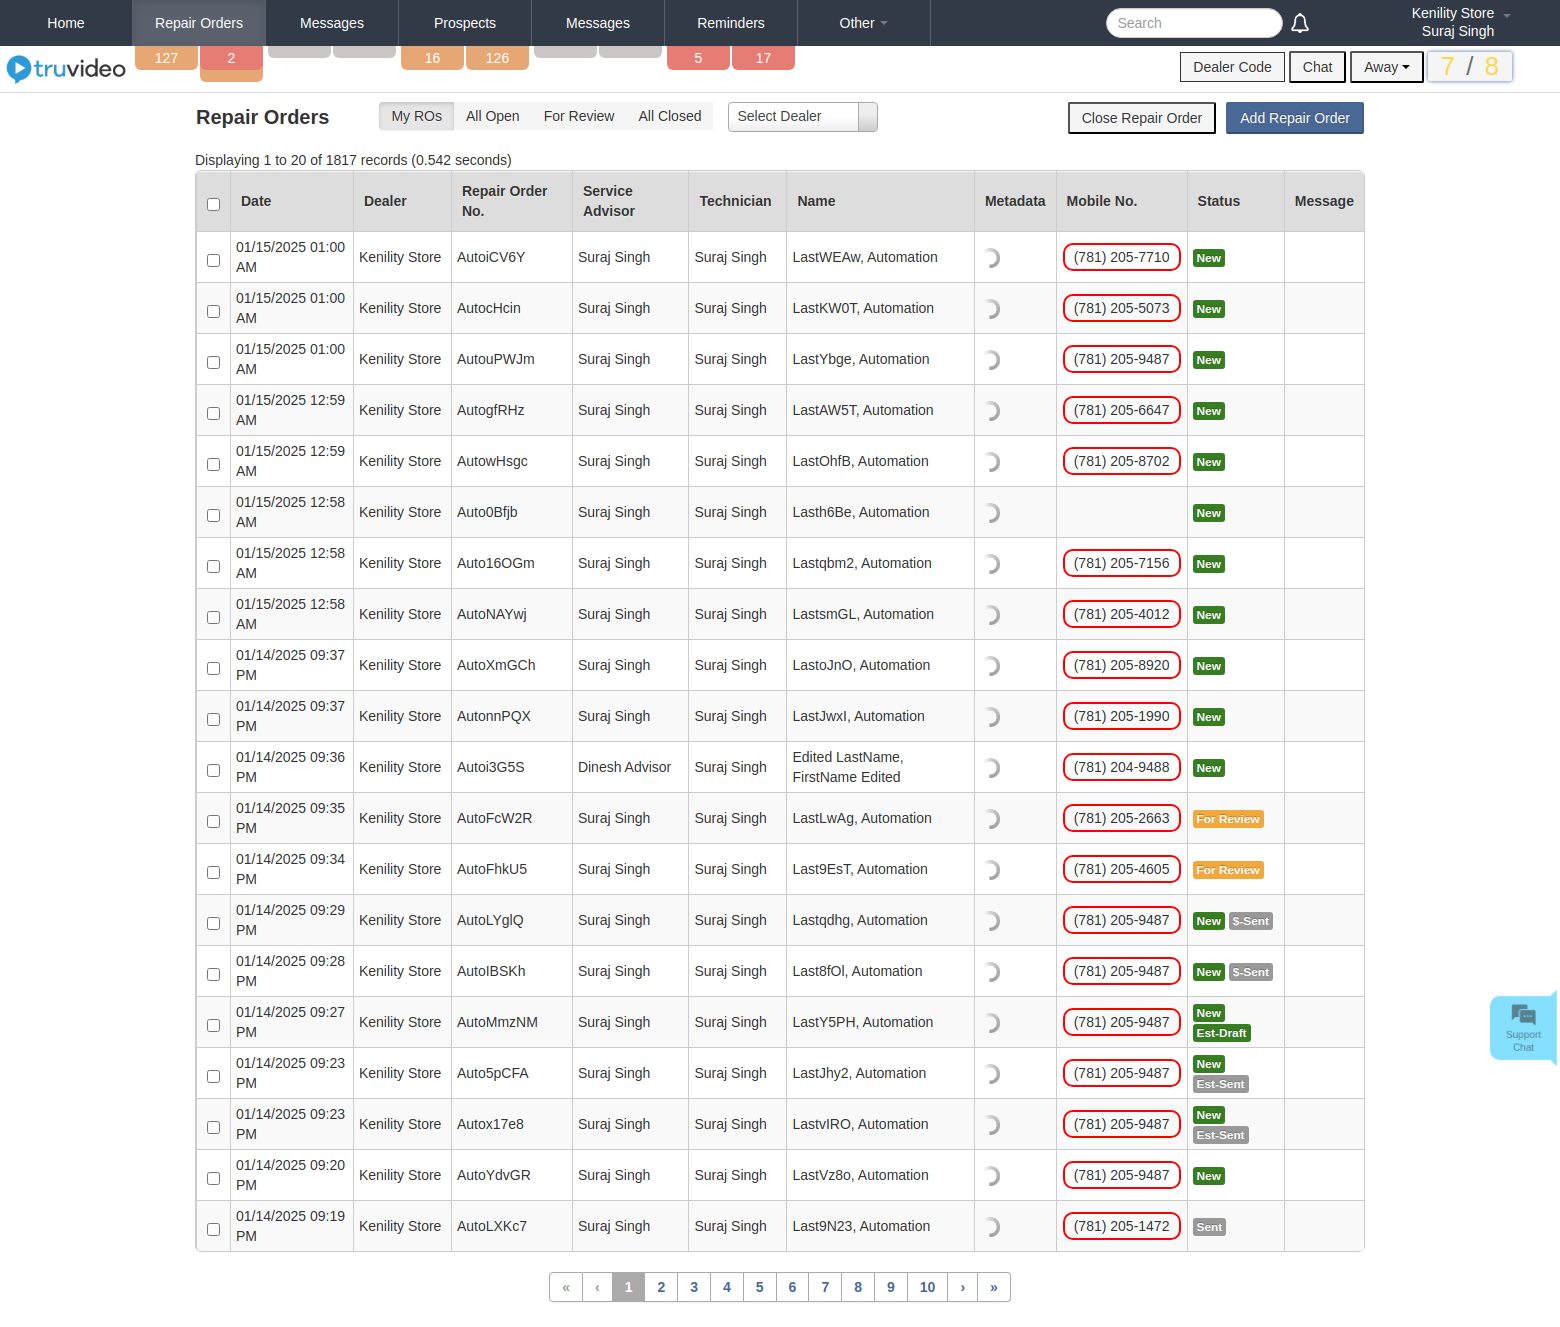 Home Repair Orders Messages Prospects Messages Reminders Other Search Kenility Store
Suraj Singh
truvideo 127 2 16 126 5 17 Dealer Code Chat Away 7 / 8
Repair Orders My ROs All Open For Review All Closed Select Dealer Close Repair Order Add Repair Order
Displaying 1 to 20 of 1817 records (0.542 seconds)
Date Dealer Repair Order No. Service Advisor Technician Name Metadata Mobile No. Status Message
01/15/2025 01:00 AM Kenility Store AutoiCV6Y Suraj Singh Suraj Singh LastWEAw, Automation (781) 205-7710 New
01/15/2025 01:00 AM Kenility Store AutocHcin Suraj Singh Suraj Singh LastKW0T, Automation (781) 205-5073 New
01/15/2025 01:00 AM Kenility Store AutouPWJm Suraj Singh Suraj Singh LastYbge, Automation (781) 205-9487 New
01/15/2025 12:59 AM Kenility Store AutogfRHz Suraj Singh Suraj Singh LastAW5T, Automation (781) 205-6647 New
01/15/2025 12:59 AM Kenility Store AutowHsgc Suraj Singh Suraj Singh LastOhfB, Automation (781) 205-8702 New
01/15/2025 12:58 AM Kenility Store Auto0Bfjb Suraj Singh Suraj Singh Lasth6Be, Automation New
01/15/2025 12:58 AM Kenility Store Auto16OGm Suraj Singh Suraj Singh Lastqbm2, Automation (781) 205-7156 New
01/15/2025 12:58 AM Kenility Store AutoNAYwj Suraj Singh Suraj Singh LastsmGL, Automation (781) 205-4012 New
01/14/2025 09:37 PM Kenility Store AutoXmGCh Suraj Singh Suraj Singh LastoJnO, Automation (781) 205-8920 New
01/14/2025 09:37 PM Kenility Store AutonnPQX Suraj Singh Suraj Singh LastJwxI, Automation (781) 205-1990 New
01/14/2025 09:36 PM Kenility Store Autoi3G5S Dinesh Advisor Suraj Singh Edited LastName, FirstName Edited (781) 204-9488 New
01/14/2025 09:35 PM Kenility Store AutoFcW2R Suraj Singh Suraj Singh LastLwAg, Automation (781) 205-2663 For Review
01/14/2025 09:34 PM Kenility Store AutoFhkU5 Suraj Singh Suraj Singh Last9EsT, Automation (781) 205-4605 For Review
01/14/2025 09:29 PM Kenility Store AutoLYglQ Suraj Singh Suraj Singh Lastqdhg, Automation (781) 205-9487 New $-Sent
01/14/2025 09:28 PM Kenility Store AutoIBSKh Suraj Singh Suraj Singh Last8fOl, Automation (781) 205-9487 New $-Sent
01/14/2025 09:27 PM Kenility Store AutoMmzNM Suraj Singh Suraj Singh LastY5PH, Automation (781) 205-9487 New Est-Draft
01/14/2025 09:23 PM Kenility Store Auto5pCFA Suraj Singh Suraj Singh LastJhy2, Automation (781) 205-9487 New Est-Sent
01/14/2025 09:23 PM Kenility Store Autox17e8 Suraj Singh Suraj Singh LastvIRO, Automation (781) 205-9487 New Est-Sent
01/14/2025 09:20 PM Kenility Store AutoYdvGR Suraj Singh Suraj Singh LastVz8o, Automation (781) 205-9487 New
01/14/2025 09:19 PM Kenility Store AutoLXKc7 Suraj Singh Suraj Singh Last9N23, Automation (781) 205-1472 Sent
Support
Chat
« ‹ 1 2 3 4 5 6 7 8 9 10 › »